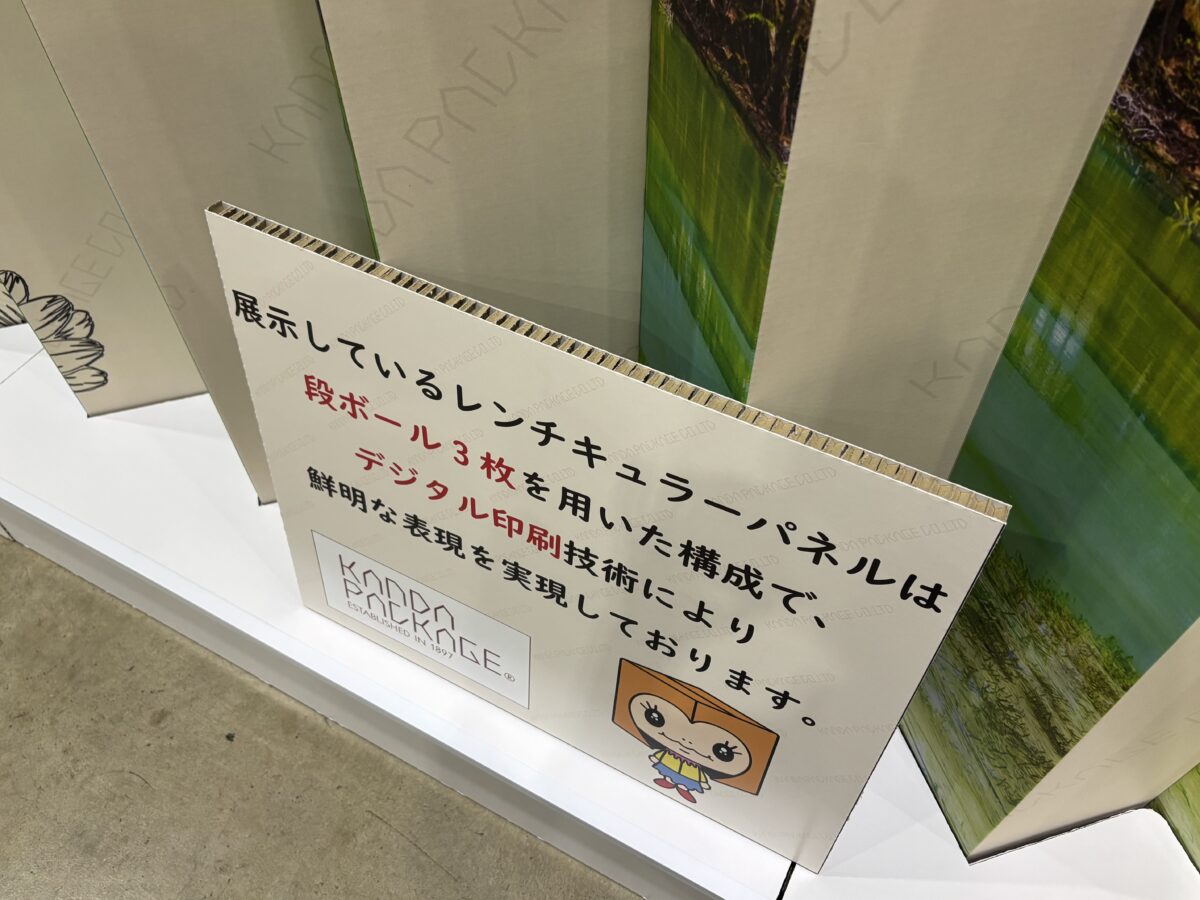 展示しているレンチキュラーパネルは
段ボール3枚を用いた構成で、
デジタル印刷技術により
鮮明な表現を実現しております。
KANDA
PACKAGE®
ESTABLISHED IN 1897